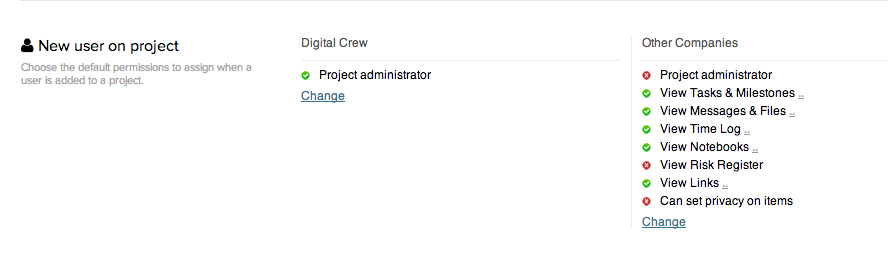 New user on project
Choose the default permissions to assign when a
user is added to a project.
Digital Crew
Project administrator
Change
Other Companies
Project administrator
View Tasks & Milestones ..
View Messages & Files ..
View Time Log ..
View Notebooks ..
View Risk Register
View Links ..
Can set privacy on items
Change